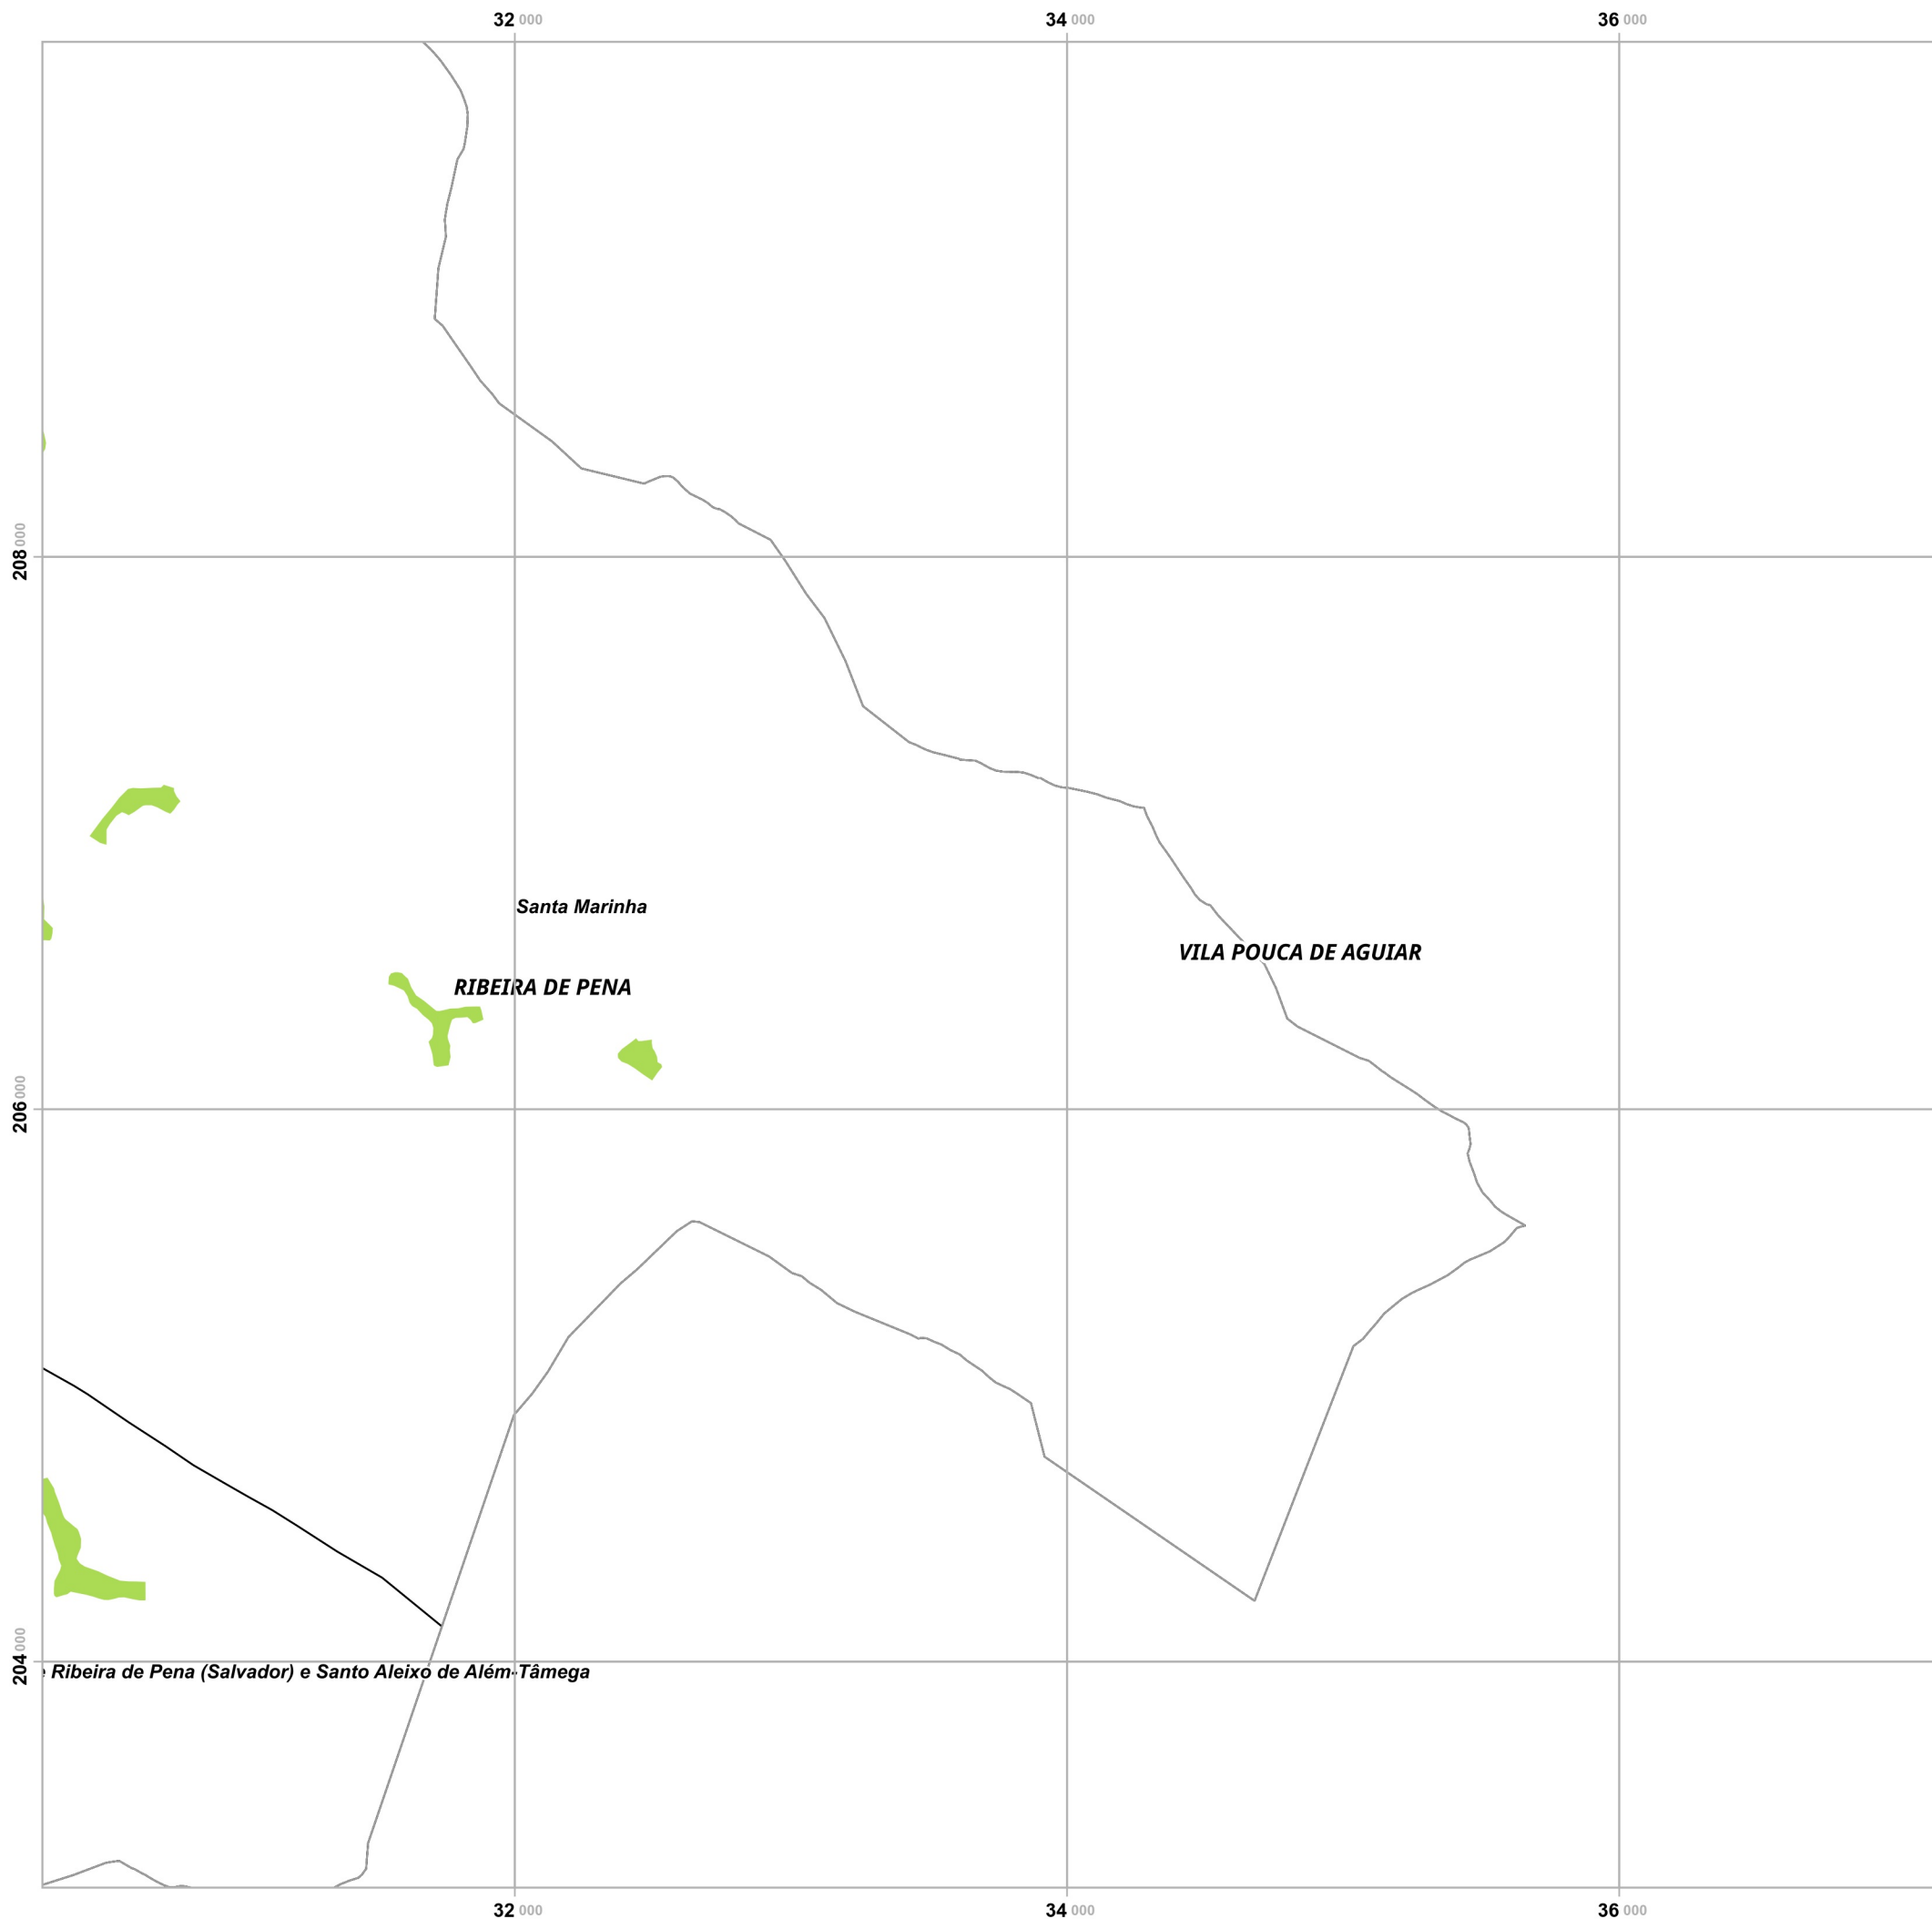 32 000
34 000
36 000
208 000
Santa Marinha
VILA POUCA DE AGUIAR
RIBEIRA DE PENA
206 000
204 000
e Ribeira de Pena (Salvador) e Santo Aleixo de Além-Tâmega
32 000
34 000
36 000